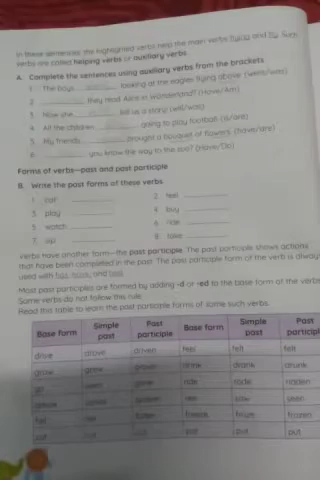 In these sentences, the highlighted verbs help the main verbs flying and fly. Such
verbs are called helping verbs or auxiliary verbs.
A. Complete the sentences using auxiliary verbs from the brackets.
1. The boys looking at the eagles flying above. (were/was)
2. they read Alice in Wonderland? (Have/Am)
3. Now she tell us a story. (will/was)
4. All the children going to play football. (is/are)
5. My friends brought a bouquet of flowers. (have/are)
6. you know the way to the zoo? (Have/Do)
Forms of verbs—past and past participle
B. Write the past forms of these verbs.
1. call
2. feel
3. play
4. buy
5. watch
6. ride
7. sip
8. take
Verbs have another form—the past participle. The past participle shows actions
that have been completed in the past. The past participle form of the verb is always
used with has, have, and had.
Most past participles are formed by adding -d or -ed to the base form of the verbs.
Some verbs do not follow this rule.
Read this table to learn the past participle forms of some such verbs.
Base form Simple past Past participle Base form Simple past Past participl
drive drove driven feel felt felt
grow grew grown drink drank drunk
go went gone ride rode ridden
see saw seen
fall fell fallen freeze froze frozen
cut cut cut put put put